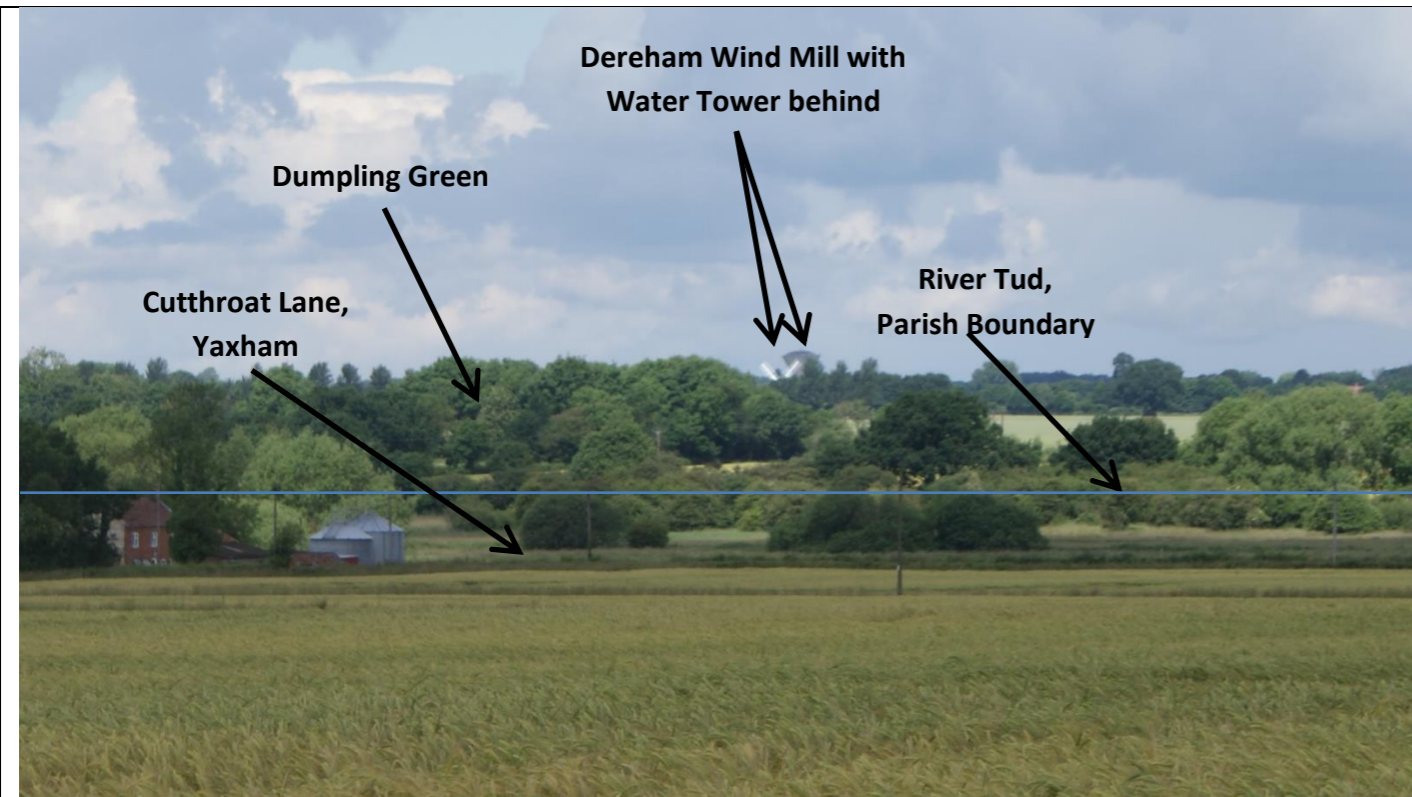 Dereham Wind Mill with
Water Tower behind
Dumpling Green
River Tud,
Parish Boundary
Cutthroat Lane,
Yaxham